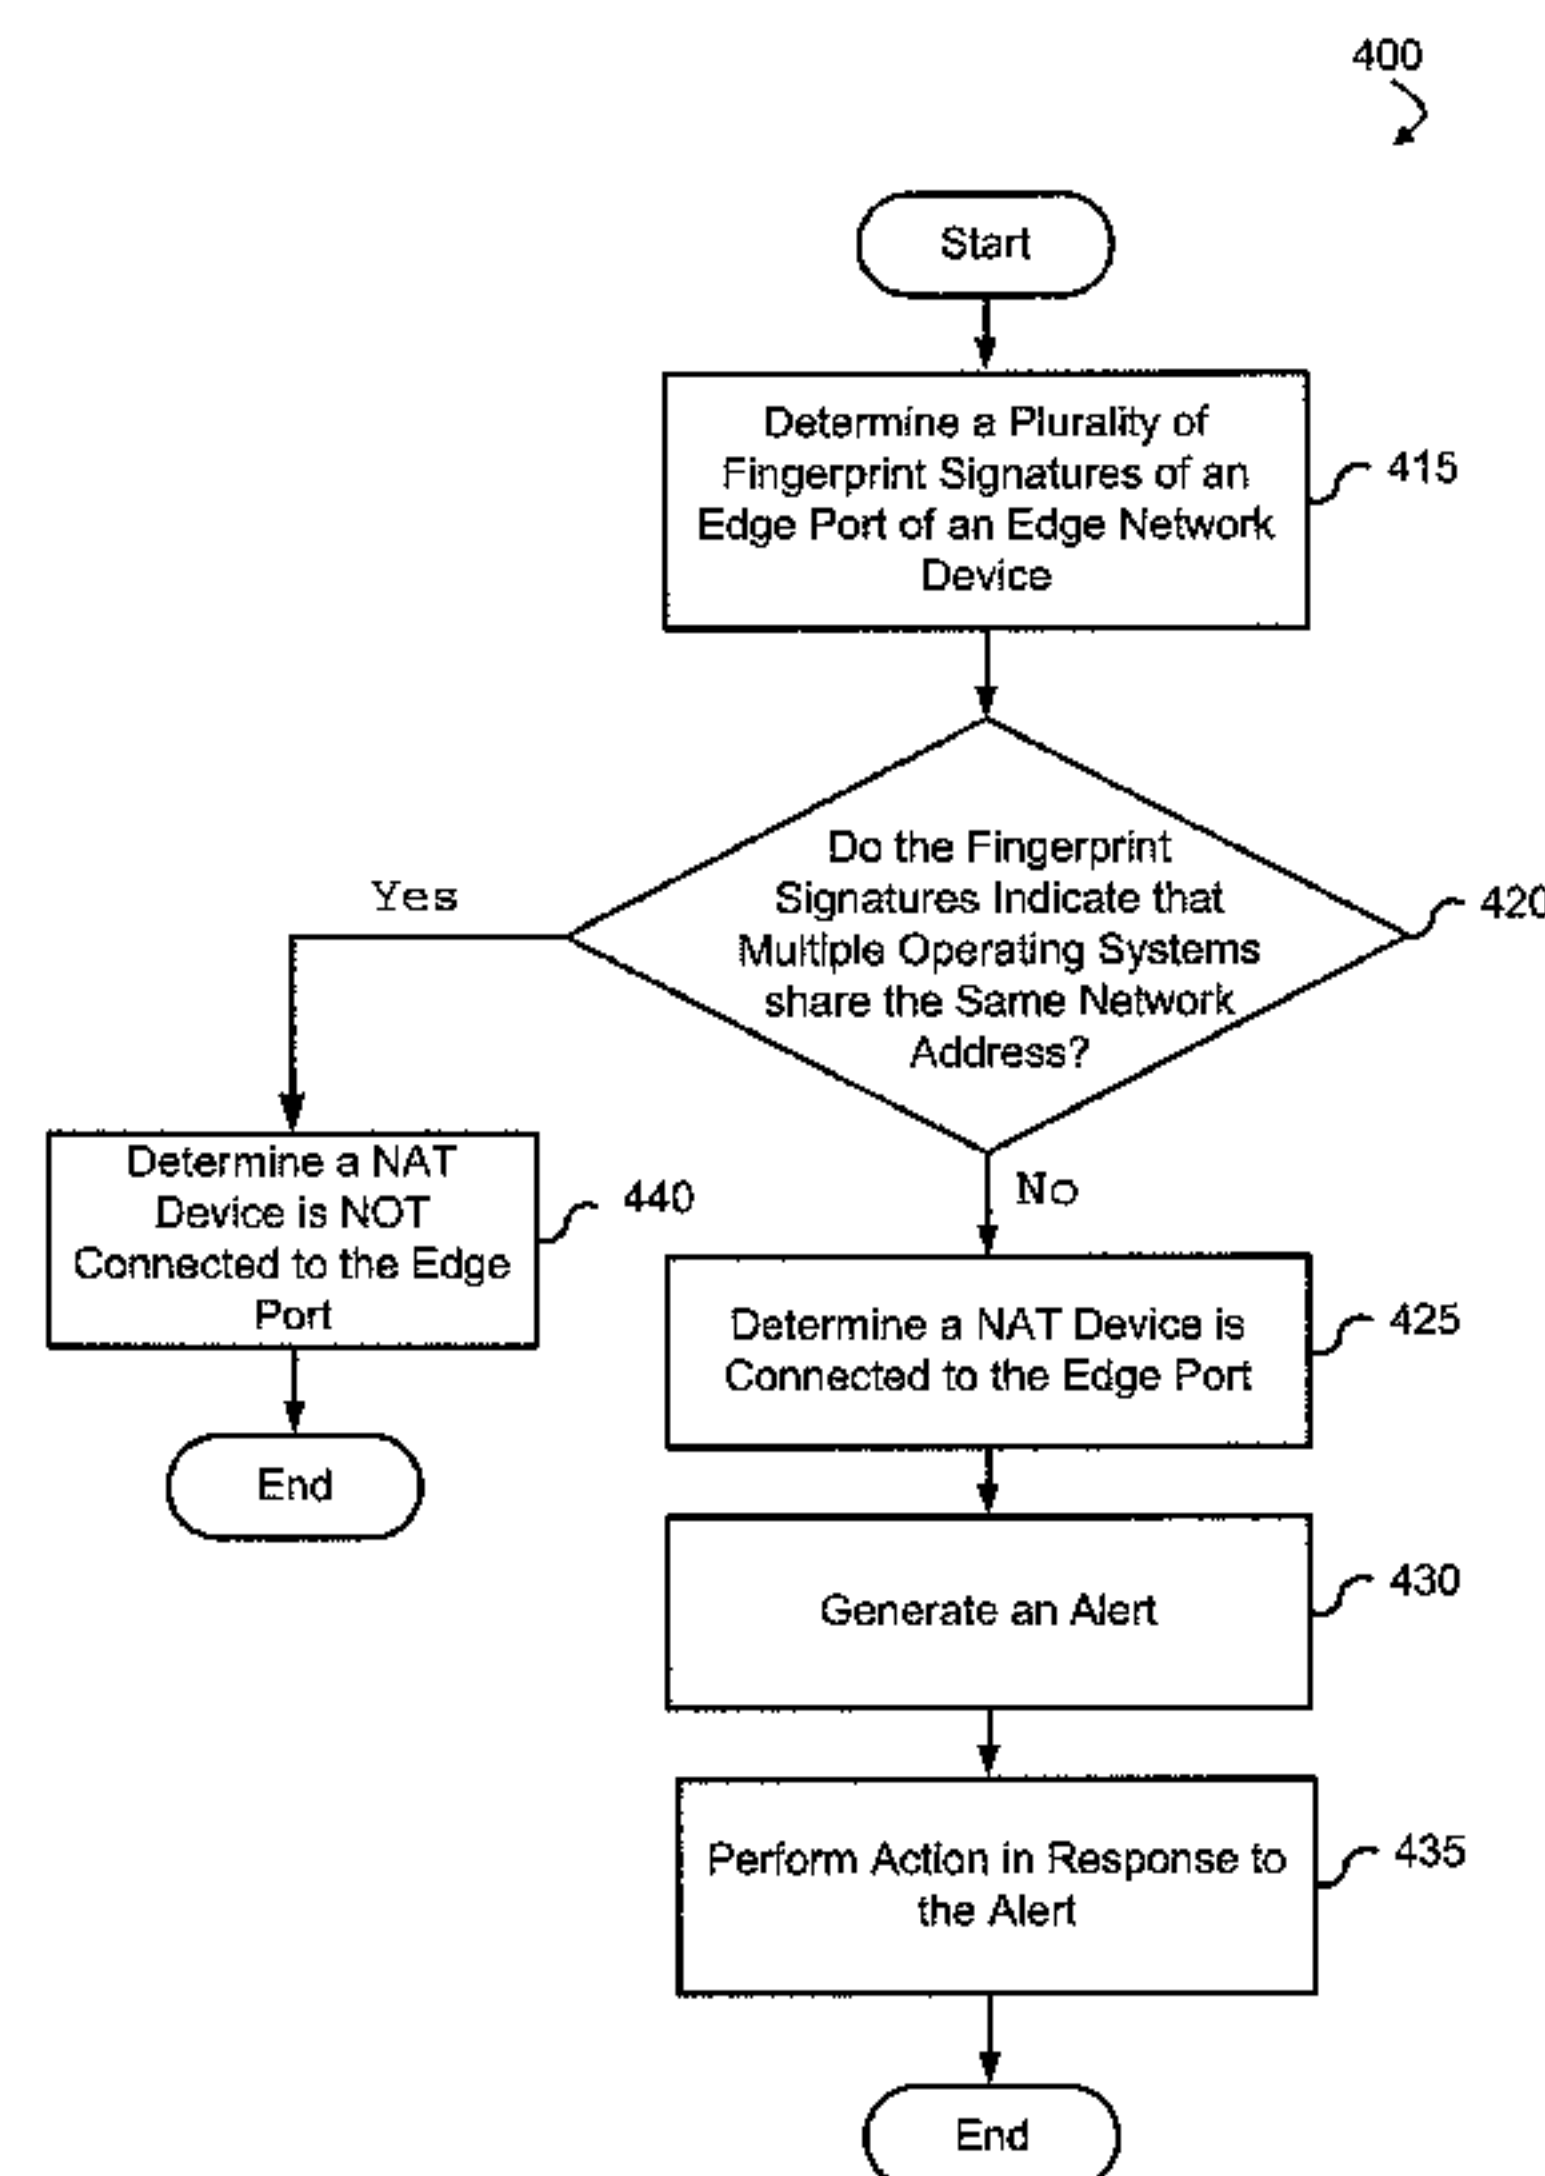 400
Start
Determine a Plurality of
Fingerprint Signatures of an
Edge Port of an Edge Network
Device
415
Do the Fingerprint
Signatures Indicate that
Multiple Operating Systems
share the Same Network
Address?
420
Yes
No
Determine a NAT
Device is NOT
Connected to the Edge
Port
440
End
Determine a NAT Device is
Connected to the Edge Port
425
Generate an Alert
430
Perform Action in Response to
the Alert
435
End